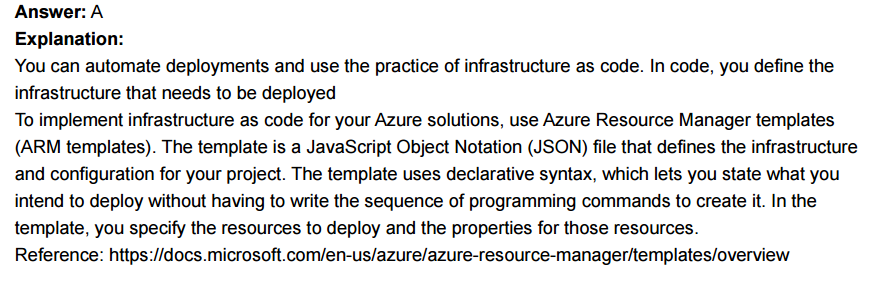 Answer: A
Explanation:
You can automate deployments and use the practice of infrastructure as code. In code, you define the
infrastructure that needs to be deployed
To implement infrastructure as code for your Azure solutions, use Azure Resource Manager templates
(ARM templates). The template is a JavaScript Object Notation (JSON) file that defines the infrastructure
and configuration for your project. The template uses declarative syntax, which lets you state what you
intend to deploy without having to write the sequence of programming commands to create it. In the
template, you specify the resources to deploy and the properties for those resources.
Reference: https://docs.microsoft.com/en-us/azure/azure-resource-manager/templates/overview